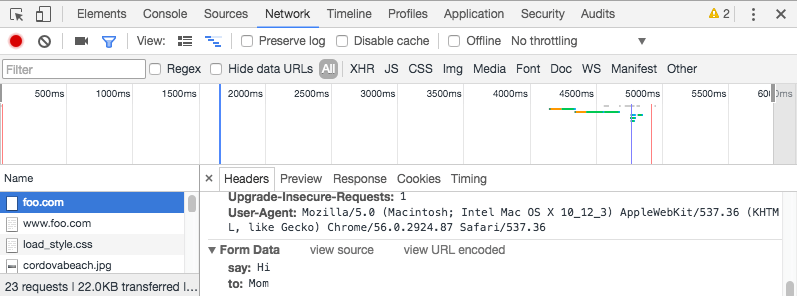 Elements Console Sources Network Timeline Profiles Application Security Audits 2
View: Preserve log Disable cache Offline No throttling
Filter Regex Hide data URLs All XHR JS CSS Img Media Font Doc WS Manifest Other
500ms 1000ms 1500ms 2000ms 2500ms 3000ms 3500ms 4000ms 4500ms 5000ms 5500ms 6000ms
Name
foo.com
www.foo.com
load_style.css
cordovabeach.jpg
23 requests | 22.0KB transferred | ...
× Headers Preview Response Cookies Timing
Upgrade-Insecure-Requests: 1
User-Agent: Mozilla/5.0 (Macintosh; Intel Mac OS X 10_12_3) AppleWebKit/537.36 (KHTM
L, like Gecko) Chrome/56.0.2924.87 Safari/537.36
Form Data view source view URL encoded
say: Hi
to: Mom